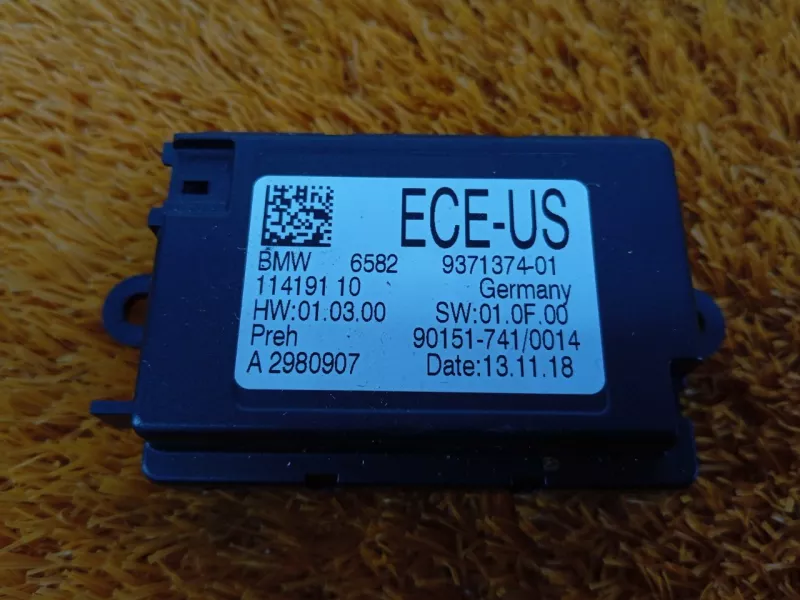 ECE-US
BMW 6582 9371374-01
114191 10 Germany
HW:01.03.00 SW:01.0F.00
Preh 90151-741/0014
A 2980907 Date:13.11.18